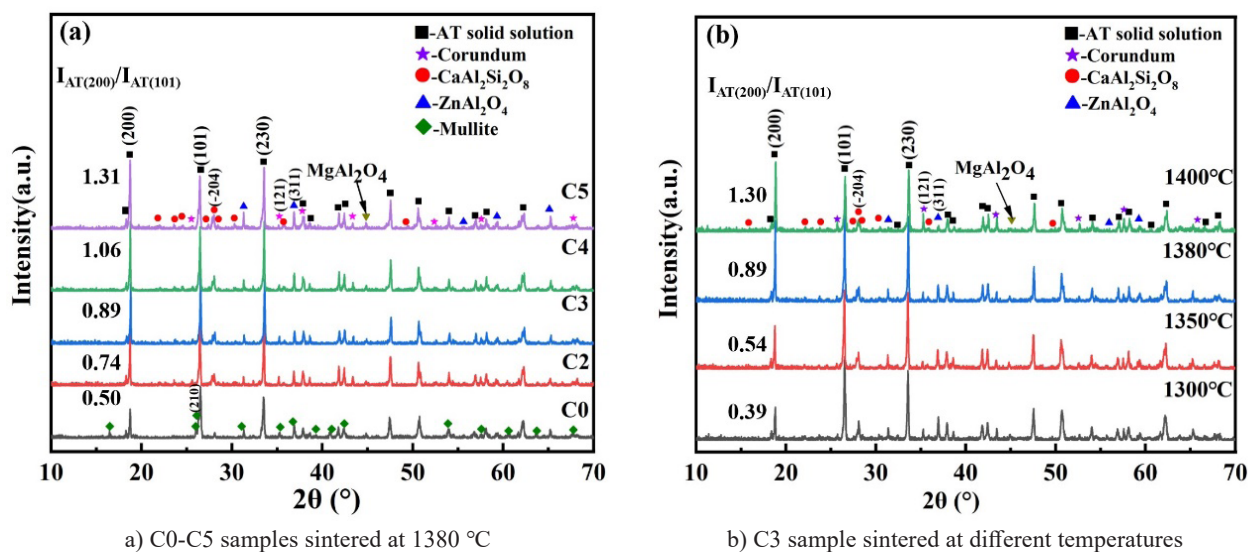 (a)
■-AT solid solution
★-Corundum
●-CaAl₂Si₂O₈
▲-ZnAl₂O₄
◆-Mullite
I_AT(200)/I_AT(101)
(200)
(101)
(-204)
(230)
(121)
(311)
MgAl₂O₄
1.31
C5
1.06
C4
0.89
C3
0.74
C2
0.50
(210)
C0
Intensity(a.u.)
10 20 30 40 50 60 70
2θ (°)
a) C0-C5 samples sintered at 1380 °C
(b)
■-AT solid solution
★-Corundum
●-CaAl₂Si₂O₈
▲-ZnAl₂O₄
I_AT(200)/I_AT(101)
(200)
(101)
(-204)
(230)
(121)
(311)
MgAl₂O₄
1.30
1400°C
0.89
1380°C
0.54
1350°C
0.39
1300°C
Intensity(a.u.)
10 20 30 40 50 60 70
2θ (°)
b) C3 sample sintered at different temperatures